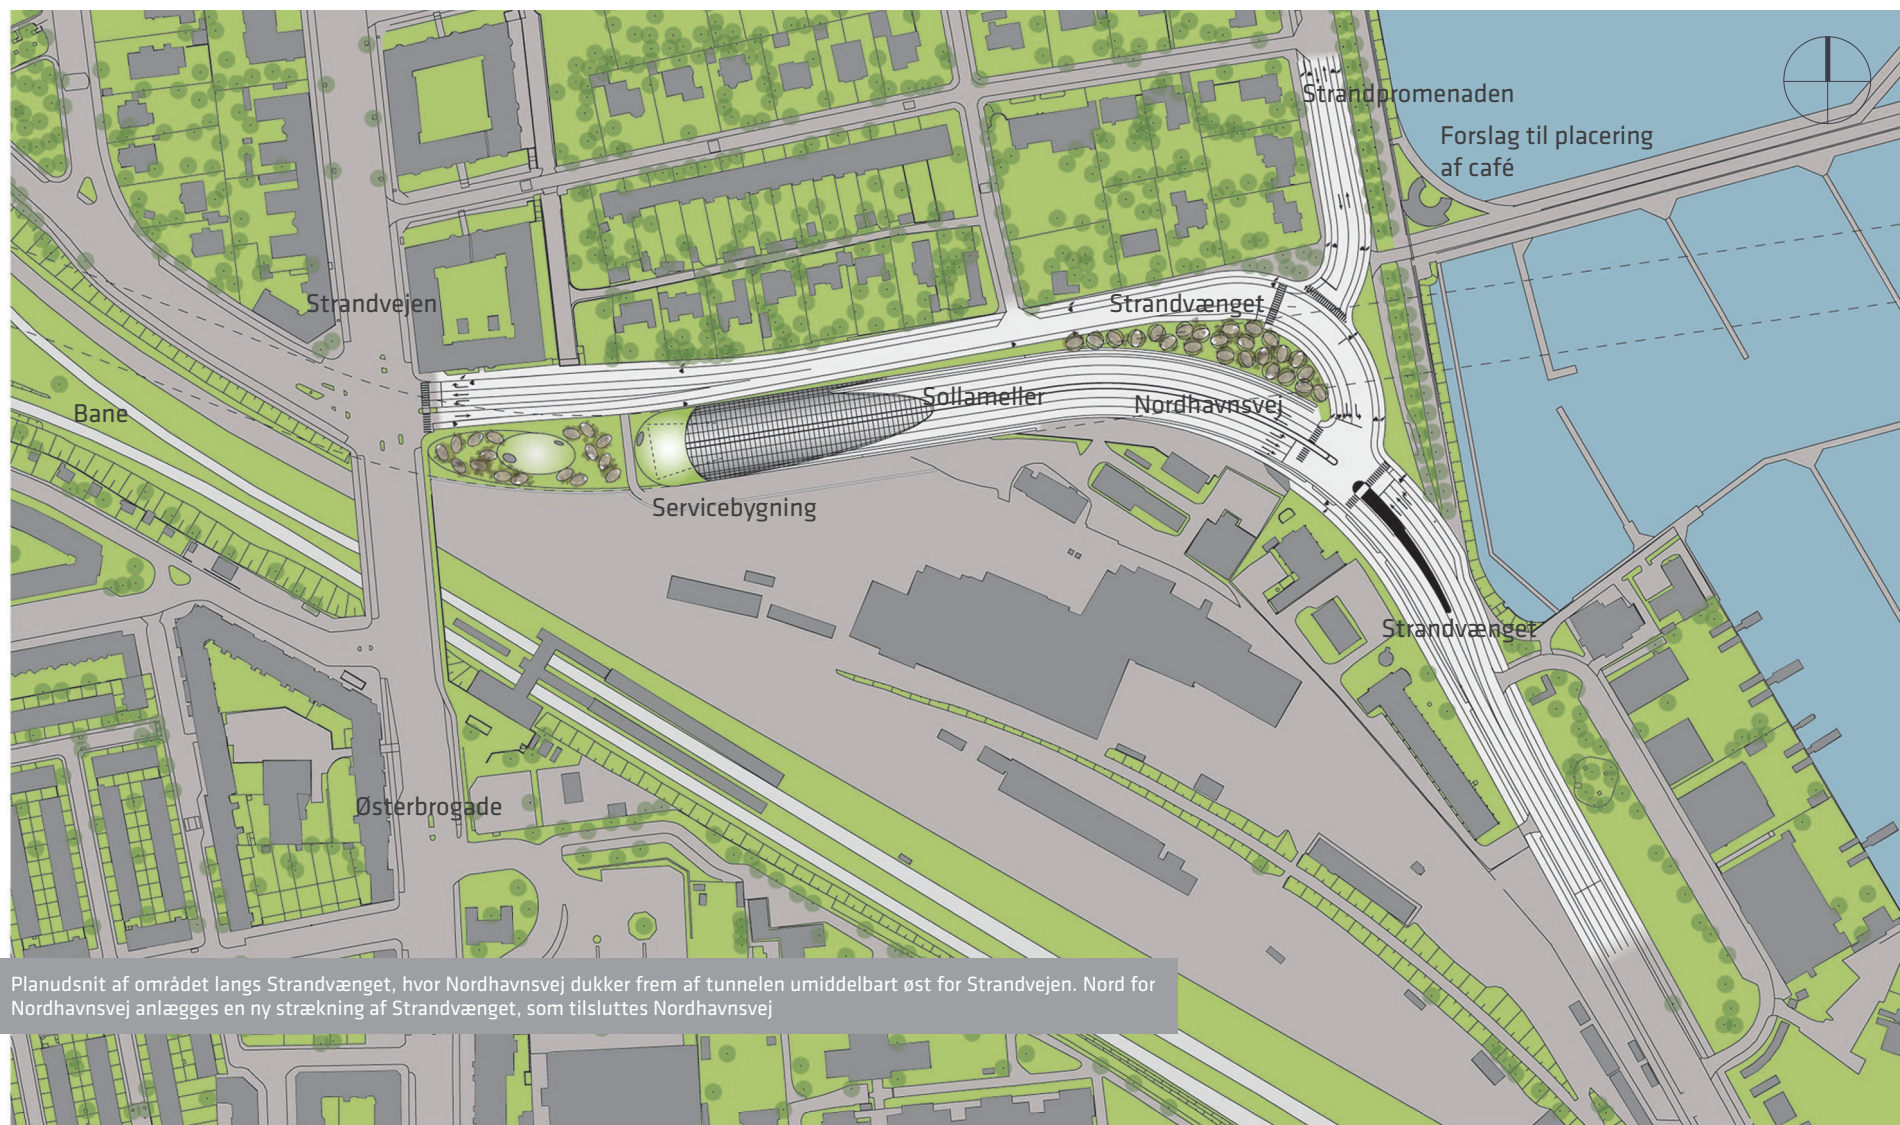 Strandpromenaden
Forslag til placering
af café
Strandvejen
Strandvænget
Bane
Sollameller
Nordhavnsvej
Servicebygning
Strandvænget
Østerbrogade
Planudsnit af området langs Strandvænget, hvor Nordhavnsvej dukker frem af tunnelen umiddelbart øst for Strandvejen. Nord for
Nordhavnsvej anlægges en ny strækning af Strandvænget, som tilsluttes Nordhavnsvej